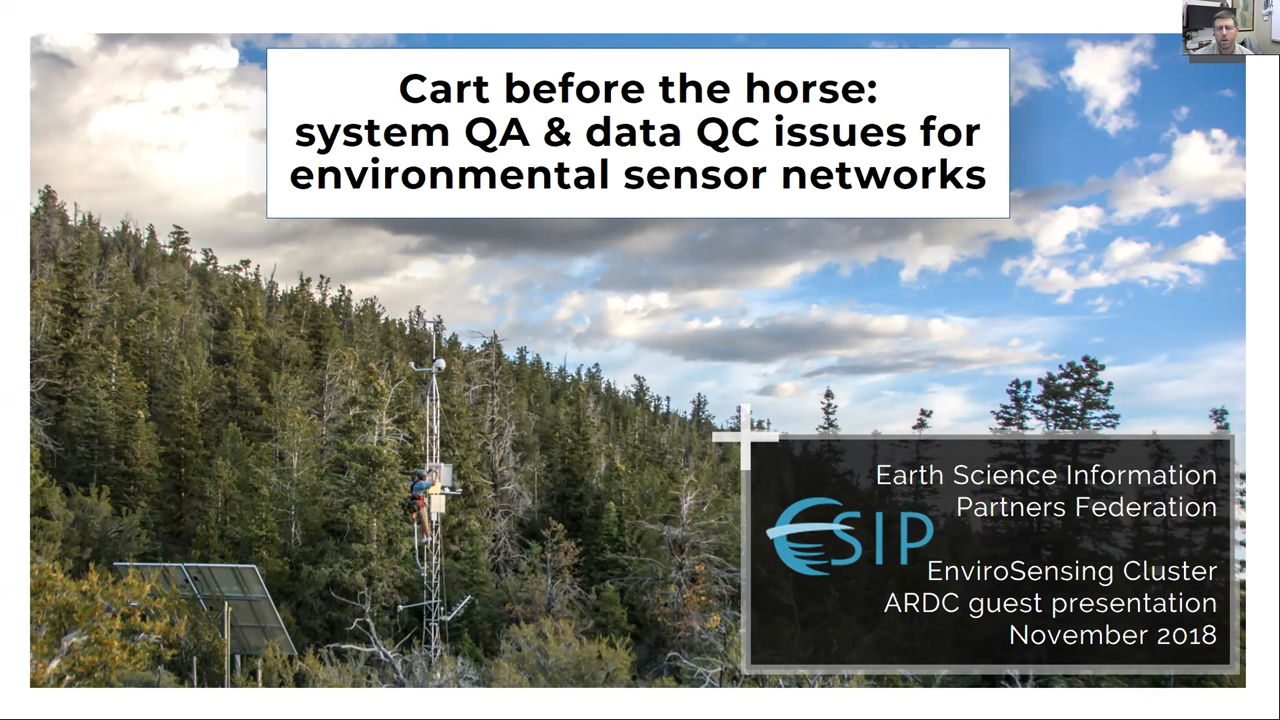 Cart before the horse:
system QA & data QC issues for
environmental sensor networks
Earth Science Information
Partners Federation
ESIP
EnviroSensing Cluster
ARDC guest presentation
November 2018